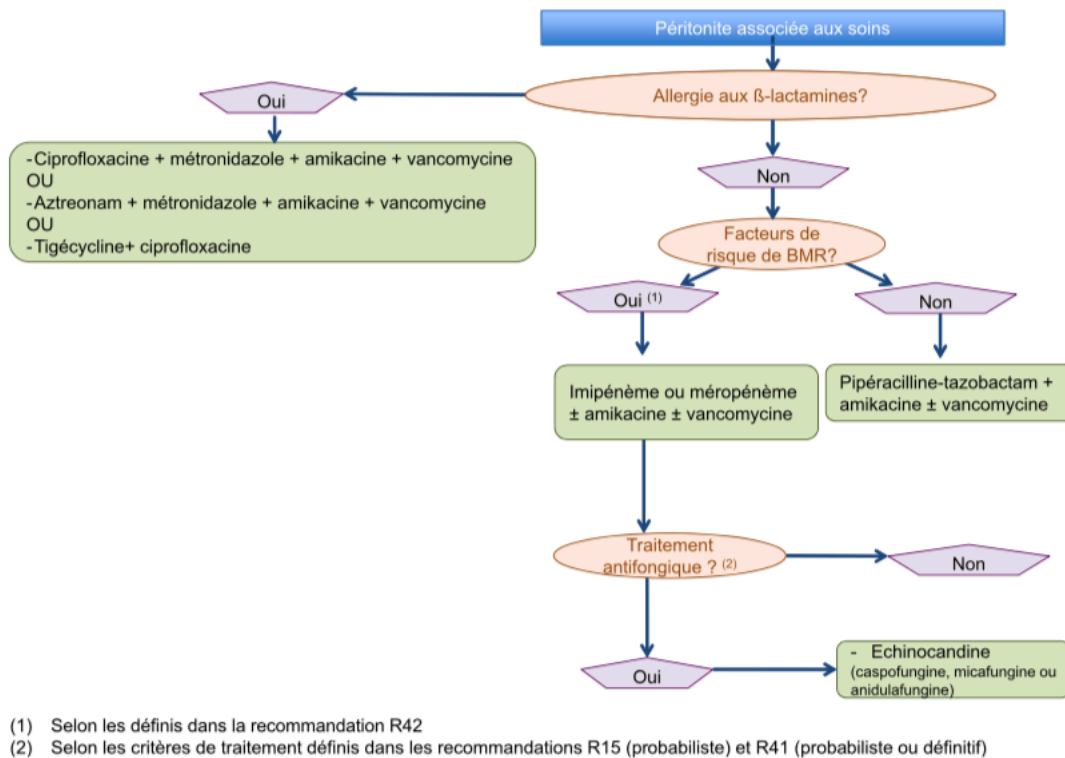 Péritonite associée aux soins
Allergie aux ß-lactamines?
Oui
-Ciprofloxacine + métronidazole + amikacine + vancomycine
OU
-Aztreonam + métronidazole + amikacine + vancomycine
OU
-Tigécycline+ ciprofloxacine
Non
Facteurs de
risque de BMR?
Oui (1)
Non
Imipénème ou méropénème
± amikacine ± vancomycine
Pipéracilline-tazobactam +
amikacine ± vancomycine
Traitement
antifongique ? (2)
Non
Oui
- Echinocandine
(caspofungine, micafungine ou
anidulafungine)
(1) Selon les définis dans la recommandation R42
(2) Selon les critères de traitement définis dans les recommandations R15 (probabiliste) et R41 (probabiliste ou définitif)